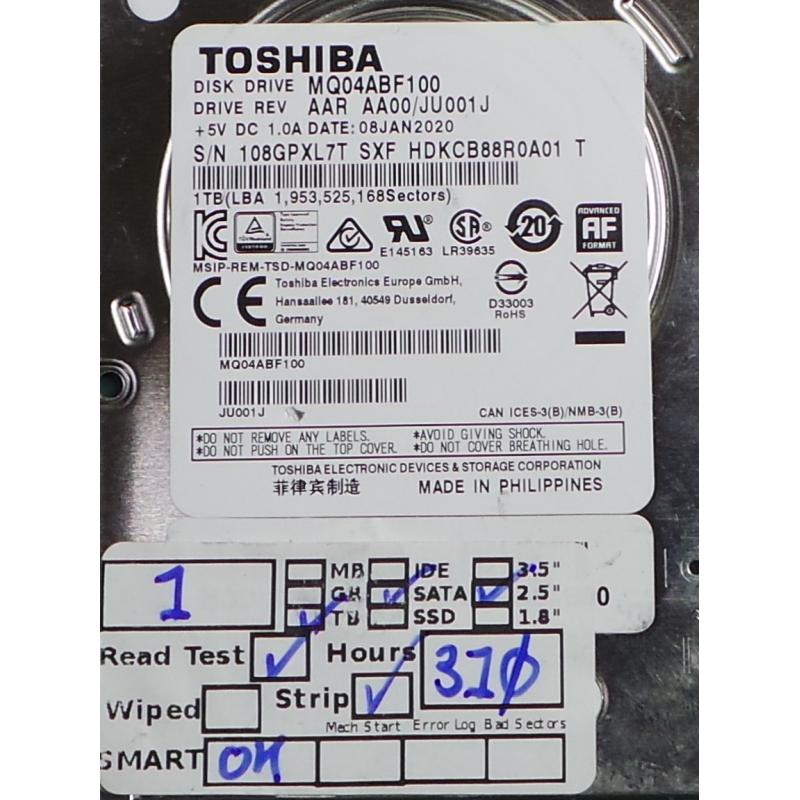 TOSHIBA
DISK DRIVE MQ04ABF100
DRIVE REV AAR AA00/JU001J
+5V DC 1.0A DATE: 08JAN2020
S/N 108GPXL7T SXF HDKCB88R0A01 T
1TB(LBA 1,953,525,168Sectors)
E145163 LR39635
20
ADVANCED
AF
FORMAT
MSIP-REM-TSD-MQ04ABF100
CE
Toshiba Electronics Europe GmbH,
Hansaallee 181, 40549 Dusseldorf,
Germany
D33003
RoHS
MQ04ABF100
JU001J
CAN ICES-3(B)/NMB-3(B)
*DO NOT REMOVE ANY LABELS. *AVOID GIVING SHOCK.
*DO NOT PUSH ON THE TOP COVER. *DO NOT COVER BREATHING HOLE.
TOSHIBA ELECTRONIC DEVICES & STORAGE CORPORATION
菲律宾制造 MADE IN PHILIPPINES
1
MB IDE 3.5"
GB SATA 2.5"
TB SSD 1.8"
0
Read Test Hours 310
Wiped Strip
Mech Start Error Log Bad Sectors
SMART OK